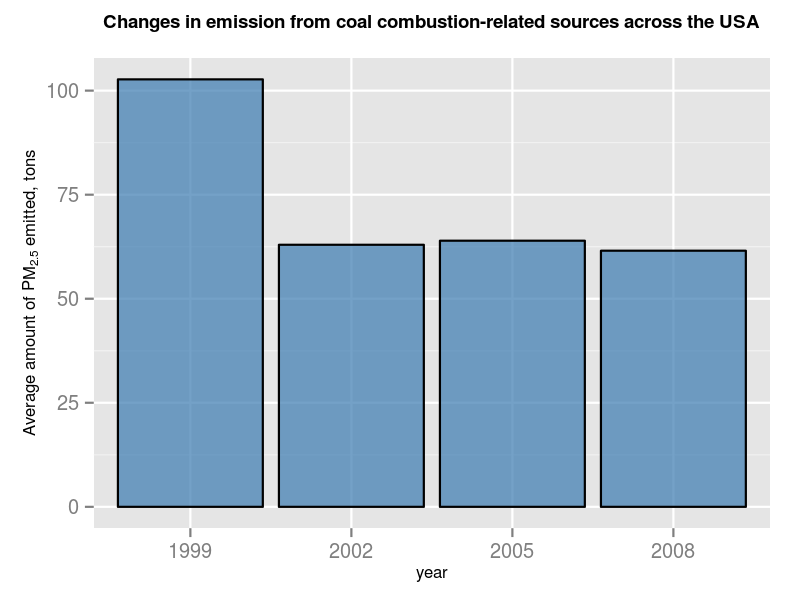 Changes in emission from coal combustion-related sources across the USA
Average amount of PM2.5 emitted, tons
100
75
50
25
0
1999 2002 2005 2008
year